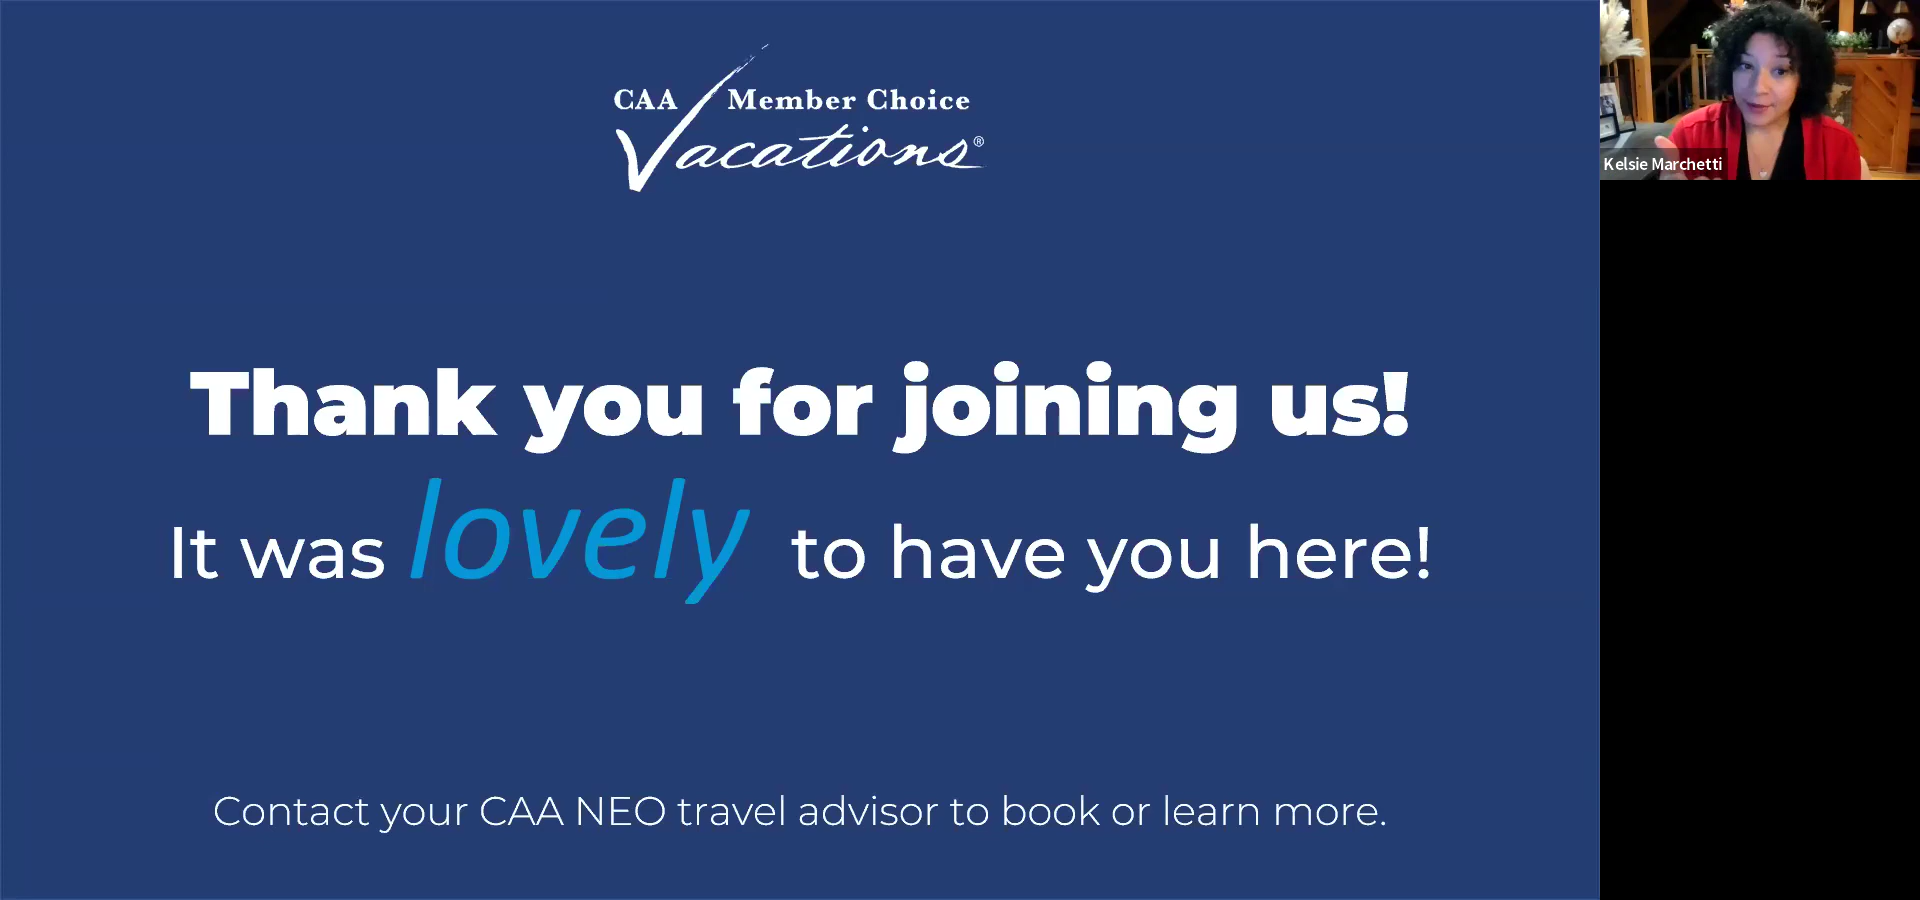 CAA Member Choice
Vacations®
Kelsie Marchetti
Thank you for joining us!
It was lovely to have you here!
Contact your CAA NEO travel advisor to book or learn more.